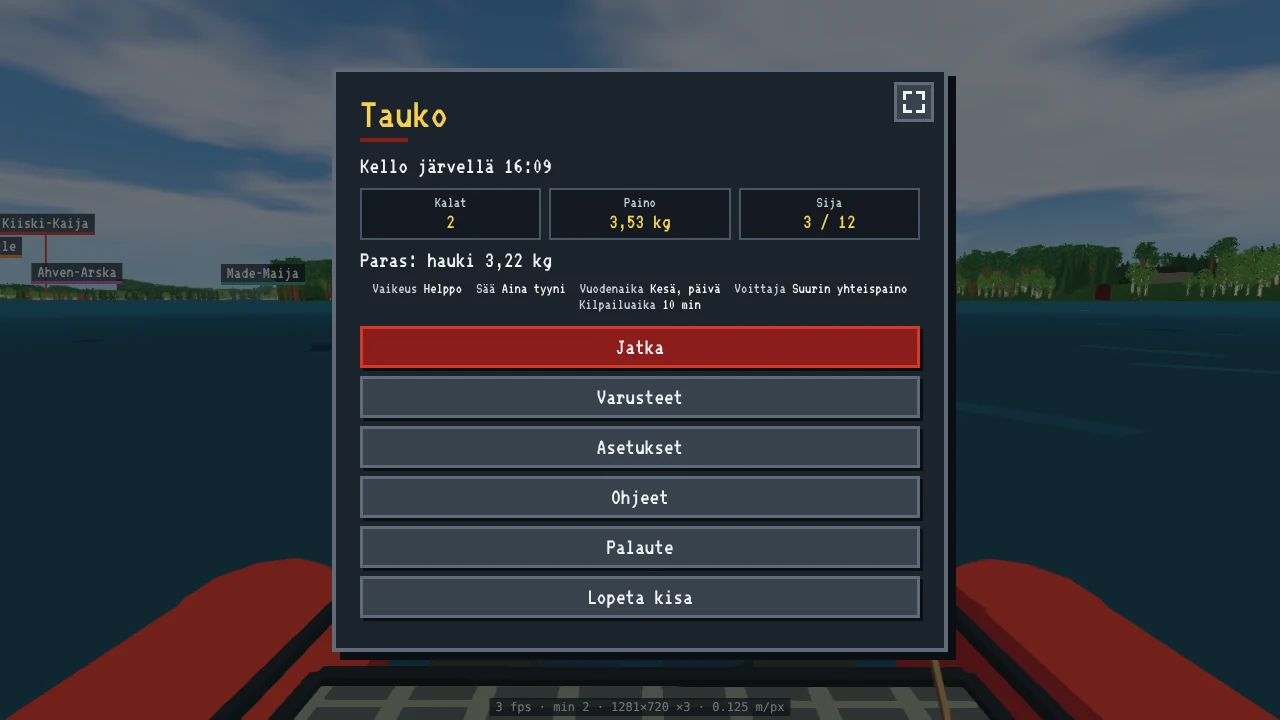 Tauko
Kello järvellä 16:09
Kalat
2
Paino
3,53 kg
Sija
3 / 12
Paras: hauki 3,22 kg
Vaikeus Helppo Sää Aina tyyni Vuodenaika Kesä, päivä Voittaja Suurin yhteispaino
Kilpailuaika 10 min
Jatka
Varusteet
Asetukset
Ohjeet
Palaute
Lopeta kisa
Kiiski-Kaija
le
Ahven-Arska
Made-Maija
3 fps · min 2 · 1281×720 ×3 · 0.125 m/px